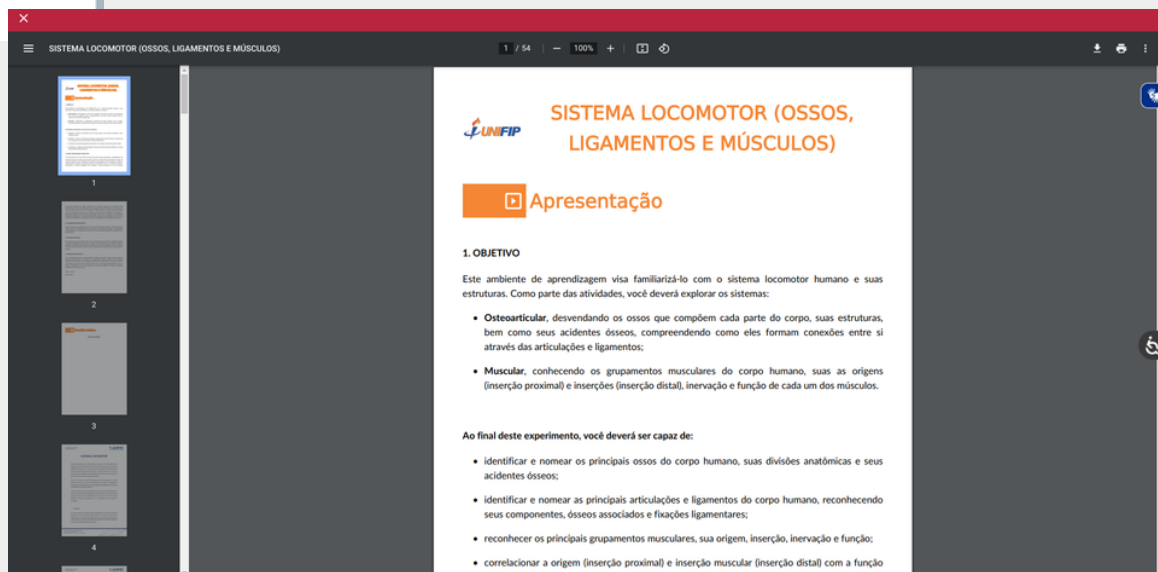 SISTEMA LOCOMOTOR (OSSOS, LIGAMENTOS E MÚSCULOS)
1 / 54
100%
1
2
3
4
UNIFIP
SISTEMA LOCOMOTOR (OSSOS,
LIGAMENTOS E MÚSCULOS)
Apresentação
1. OBJETIVO
Este ambiente de aprendizagem visa familiarizá-lo com o sistema locomotor humano e suas
estruturas. Como parte das atividades, você deverá explorar os sistemas:
• Osteoarticular, desvendando os ossos que compõem cada parte do corpo, suas estruturas,
bem como seus acidentes ósseos, compreendendo como eles formam conexões entre si
através das articulações e ligamentos;
• Muscular, conhecendo os grupamentos musculares do corpo humano, suas as origens
(inserção proximal) e inserções (inserção distal), inervação e função de cada um dos músculos.
Ao final deste experimento, você deverá ser capaz de:
• identificar e nomear os principais ossos do corpo humano, suas divisões anatômicas e seus
acidentes ósseos;
• identificar e nomear as principais articulações e ligamentos do corpo humano, reconhecendo
seus componentes, ósseos associados e fixações ligamentares;
• reconhecer os principais grupamentos musculares, sua origem, inserção, inervação e função;
• correlacionar a origem (inserção proximal) e inserção muscular (inserção distal) com a função